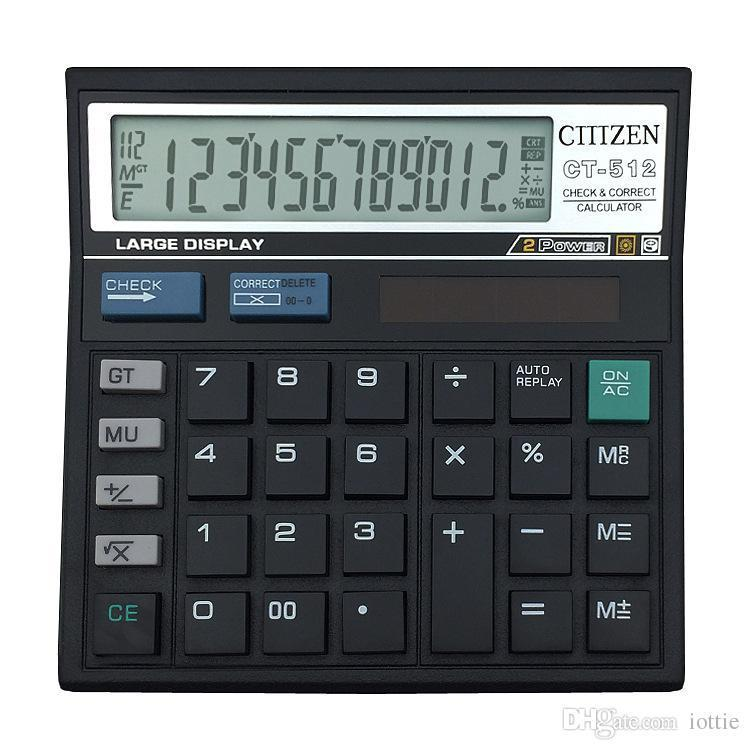 112
MGT
E
123456789012.
CRT
REP
+ −
× ÷
= MU
% ANS
CITIZEN
CT-512
CHECK & CORRECT
CALCULATOR
LARGE DISPLAY
2 POWER
CHECK
CORRECT DELETE
X 00→0
GT 7 8 9 ÷ AUTO REPLAY ON/AC
MU 4 5 6 × % MRC
+/− 1 2 3 + − M=
√X
CE 0 00 . = M±
DHgate.com iottie